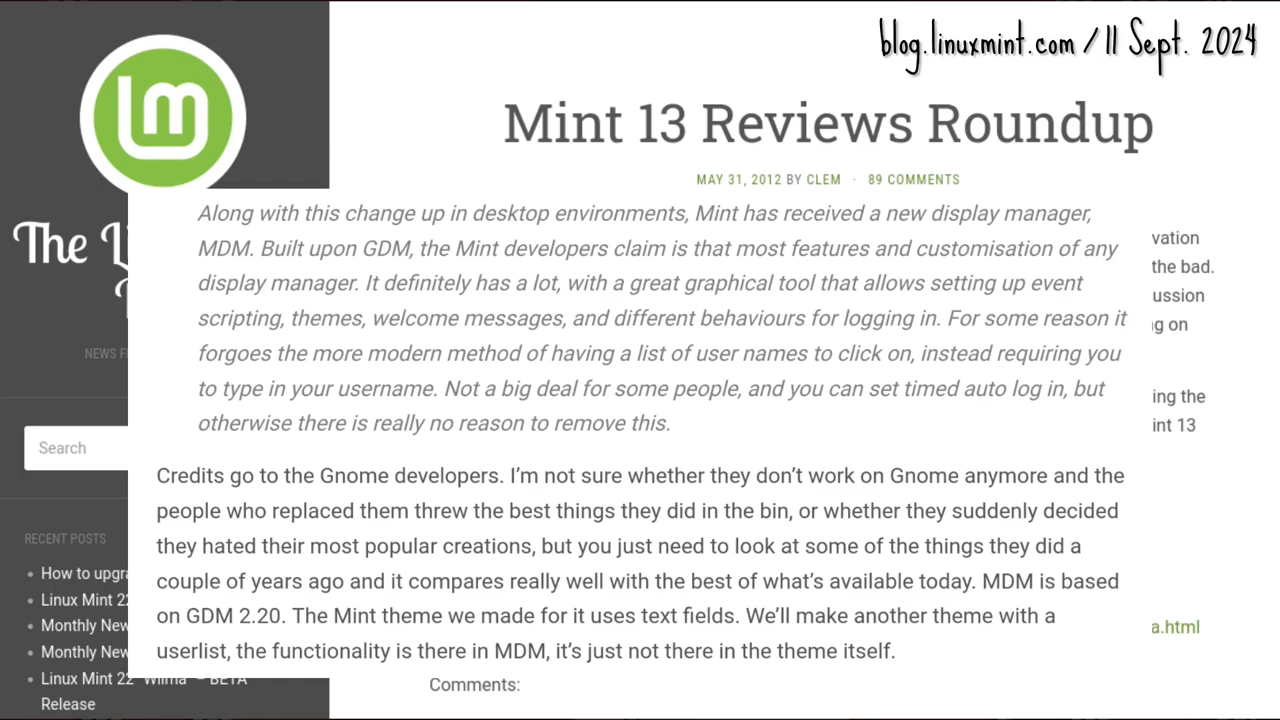 blog.linuxmint.com / 11 Sept. 2024
lm
Mint 13 Reviews Roundup
MAY 31, 2012 BY CLEM · 89 COMMENTS
The
Along with this change up in desktop environments, Mint has received a new display manager,
MDM. Built upon GDM, the Mint developers claim is that most features and customisation of any
display manager. It definitely has a lot, with a great graphical tool that allows setting up event
scripting, themes, welcome messages, and different behaviours for logging in. For some reason it
forgoes the more modern method of having a list of user names to click on, instead requiring you
to type in your username. Not a big deal for some people, and you can set timed auto log in, but
otherwise there is really no reason to remove this.
Credits go to the Gnome developers. I’m not sure whether they don’t work on Gnome anymore and the
people who replaced them threw the best things they did in the bin, or whether they suddenly decided
they hated their most popular creations, but you just need to look at some of the things they did a
couple of years ago and it compares really well with the best of what’s available today. MDM is based
on GDM 2.20. The Mint theme we made for it uses text fields. We’ll make another theme with a
userlist, the functionality is there in MDM, it’s just not there in the theme itself.
vation
the bad.
ussion
on
ing the
int 13
a.html
Comments:
NEWS
Search
RECENT POSTS
How to upgra
Linux Mint 22
Monthly New
Monthly New
Linux Mint 22 “Wilma” – BETA
Release